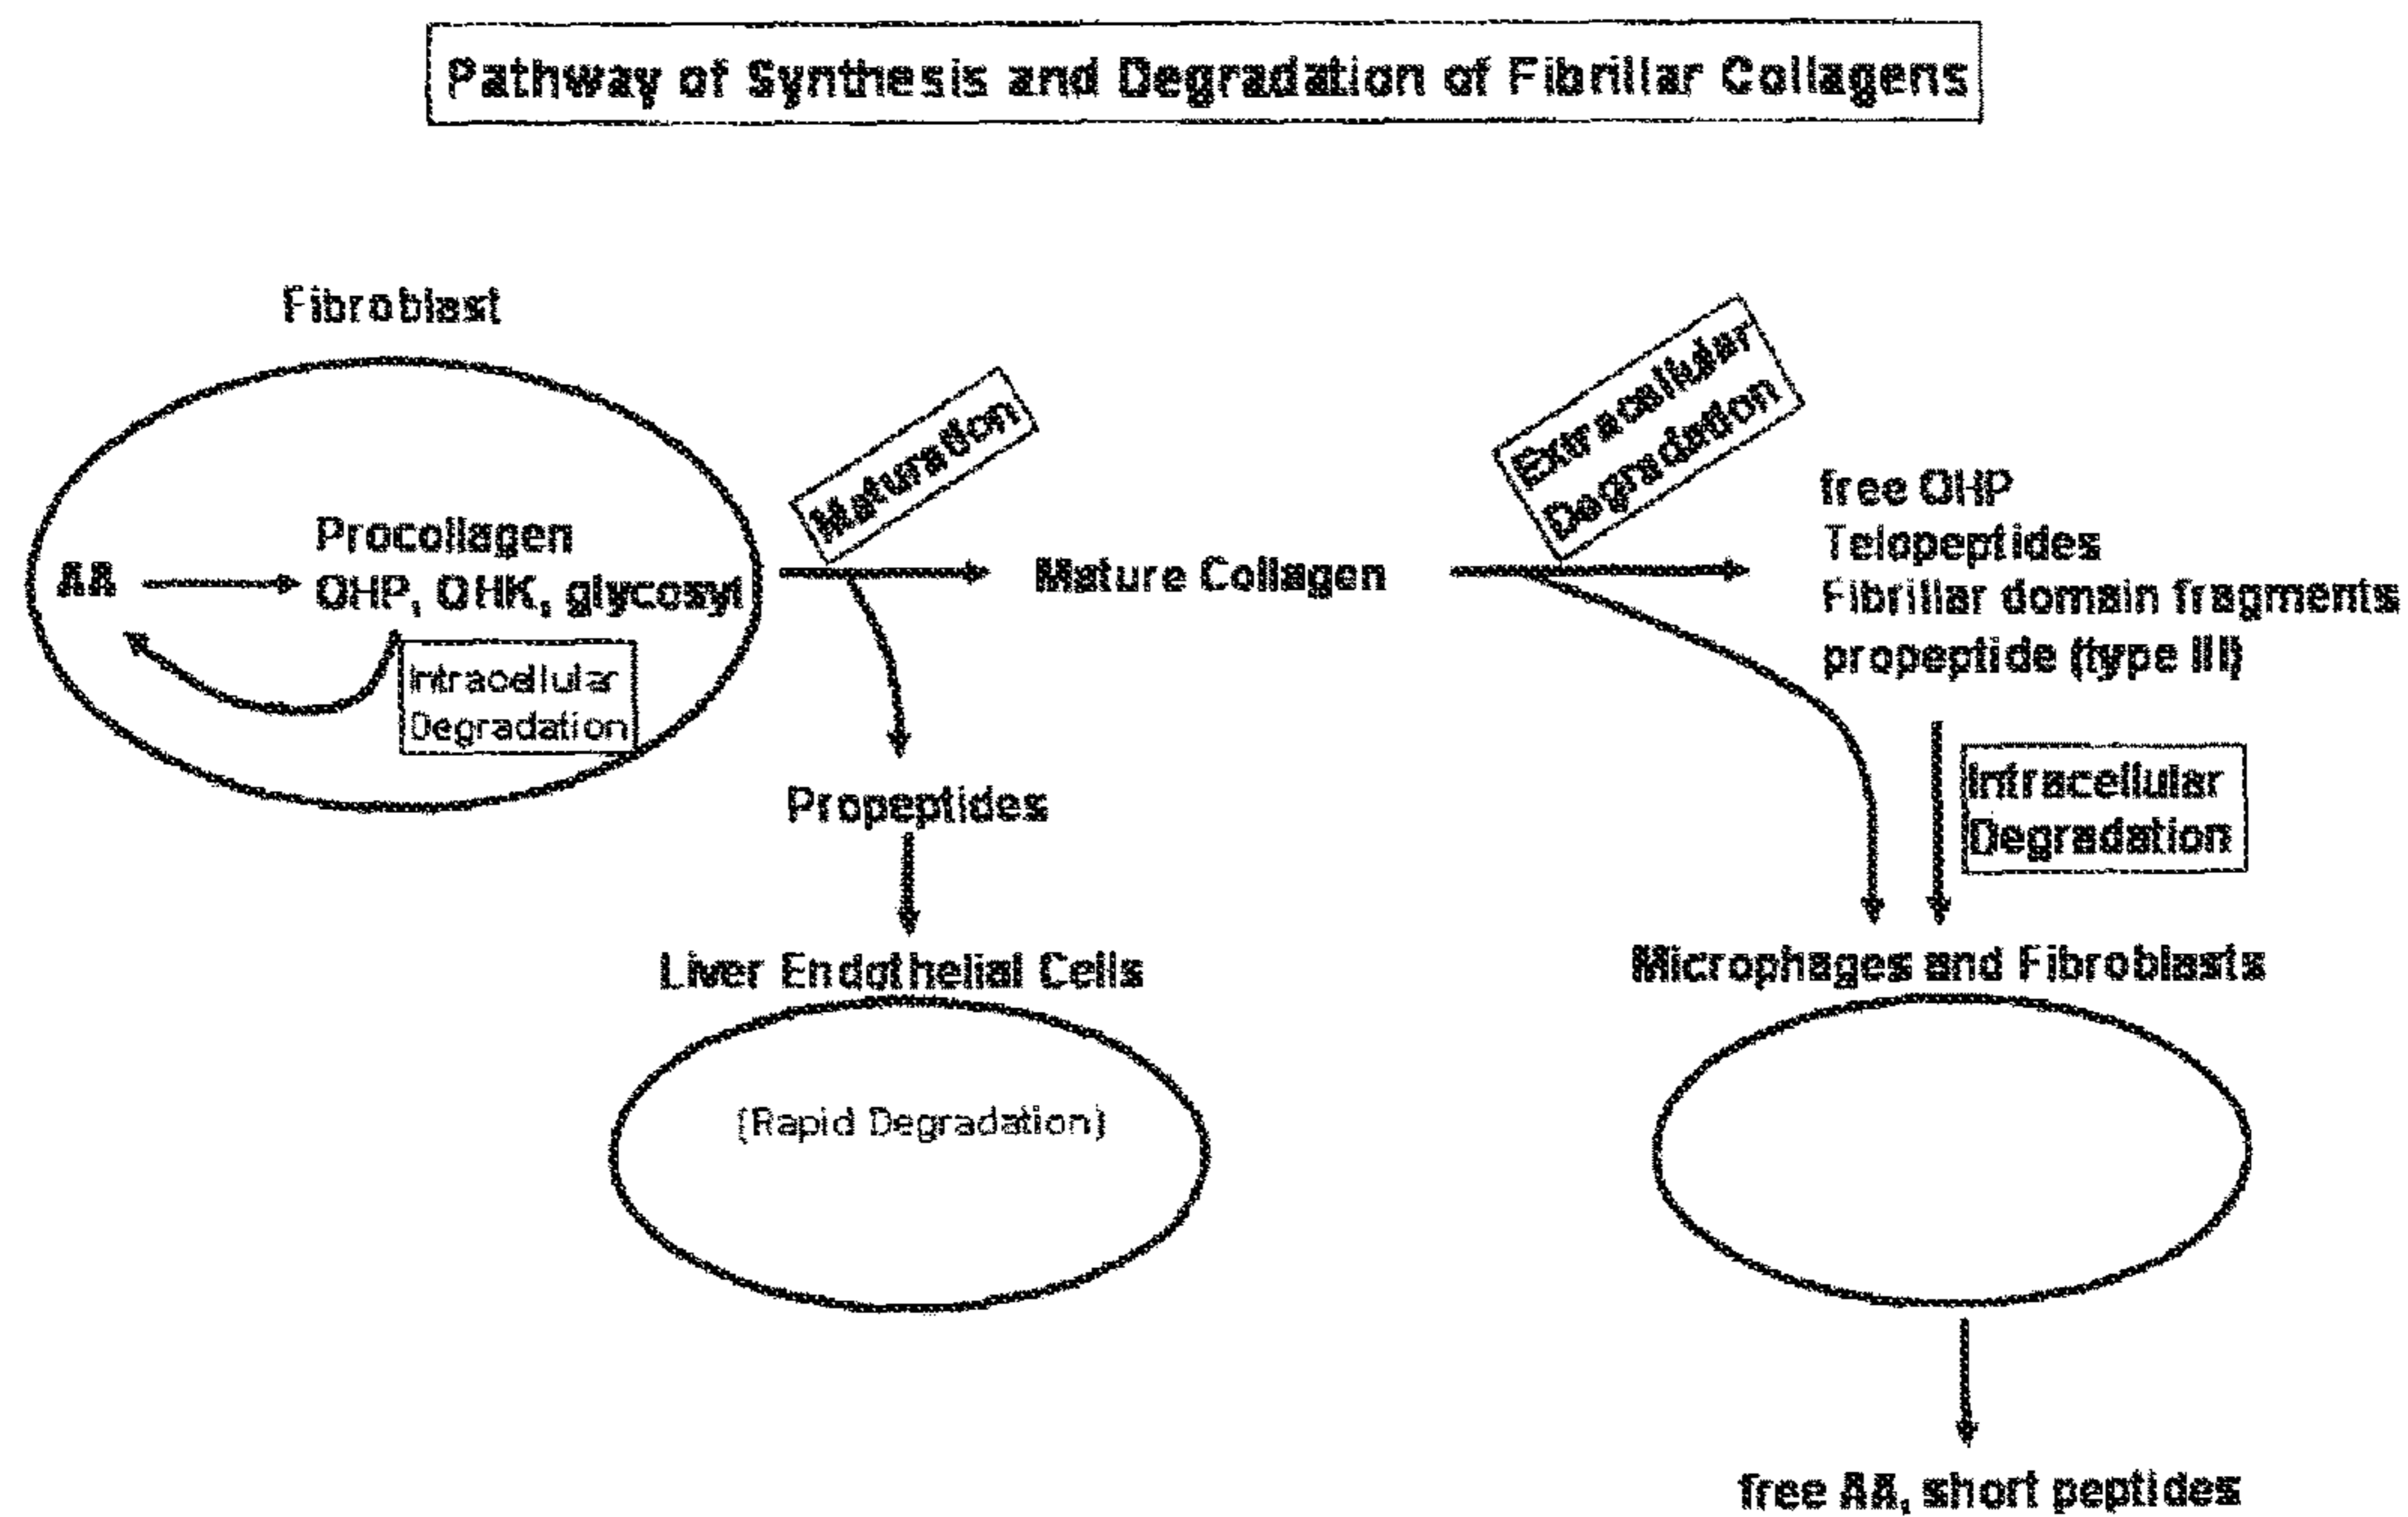 Pathway of Synthesis and Degradation of Fibrillar Collagens
Fibroblast
AA
Procollagen
OHP, OHK, glycosyl
Intracellular
Degradation
Maturation
Mature Collagen
Extracellular
Degradation
free OHP
Telopeptides
Fibrillar domain fragments
propeptide (type III)
Propeptides
Intracellular
Degradation
Liver Endothelial Cells
(Rapid Degradation)
Microphages and Fibroblasts
free AA, short peptides